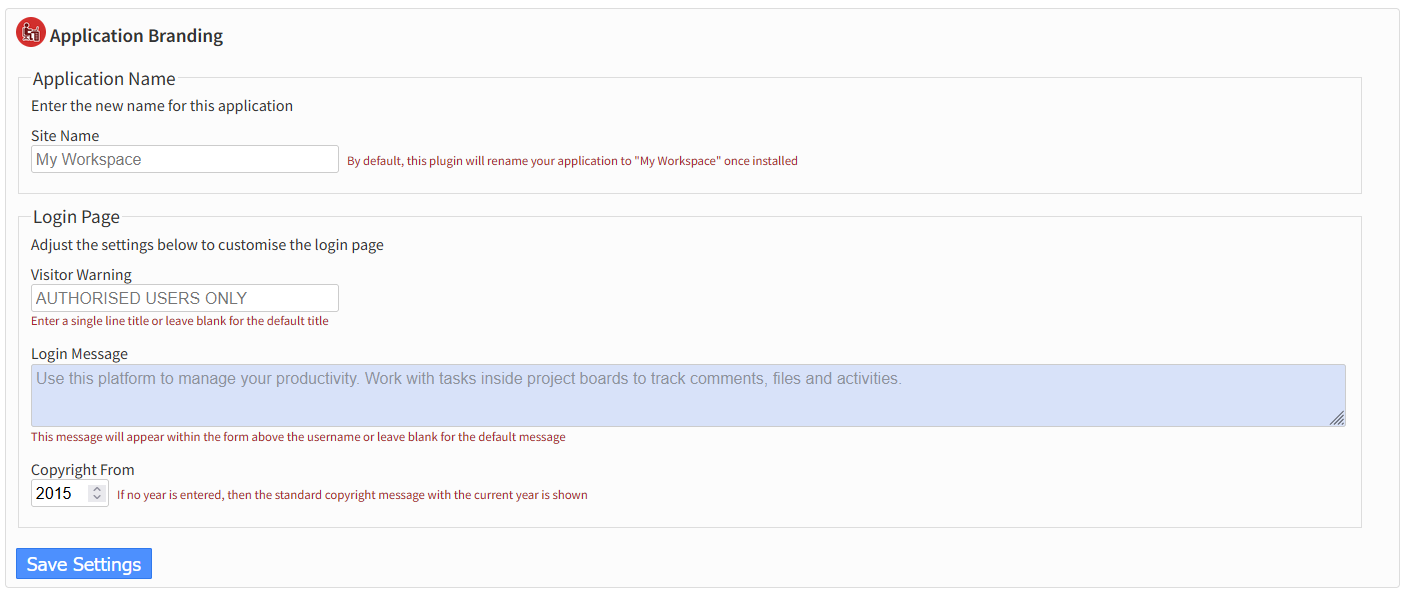 Application Branding
Application Name
Enter the new name for this application
Site Name
My Workspace
By default, this plugin will rename your application to "My Workspace" once installed
Login Page
Adjust the settings below to customise the login page
Visitor Warning
AUTHORISED USERS ONLY
Enter a single line title or leave blank for the default title
Login Message
Use this platform to manage your productivity. Work with tasks inside project boards to track comments, files and activities.
This message will appear within the form above the username or leave blank for the default message
Copyright From
2015
If no year is entered, then the standard copyright message with the current year is shown
Save Settings